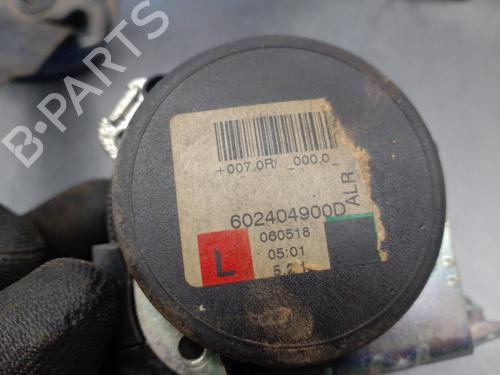 B-PARTS
+007.0R/ _000.0_
602404900D
ALR
060518
L
05:01